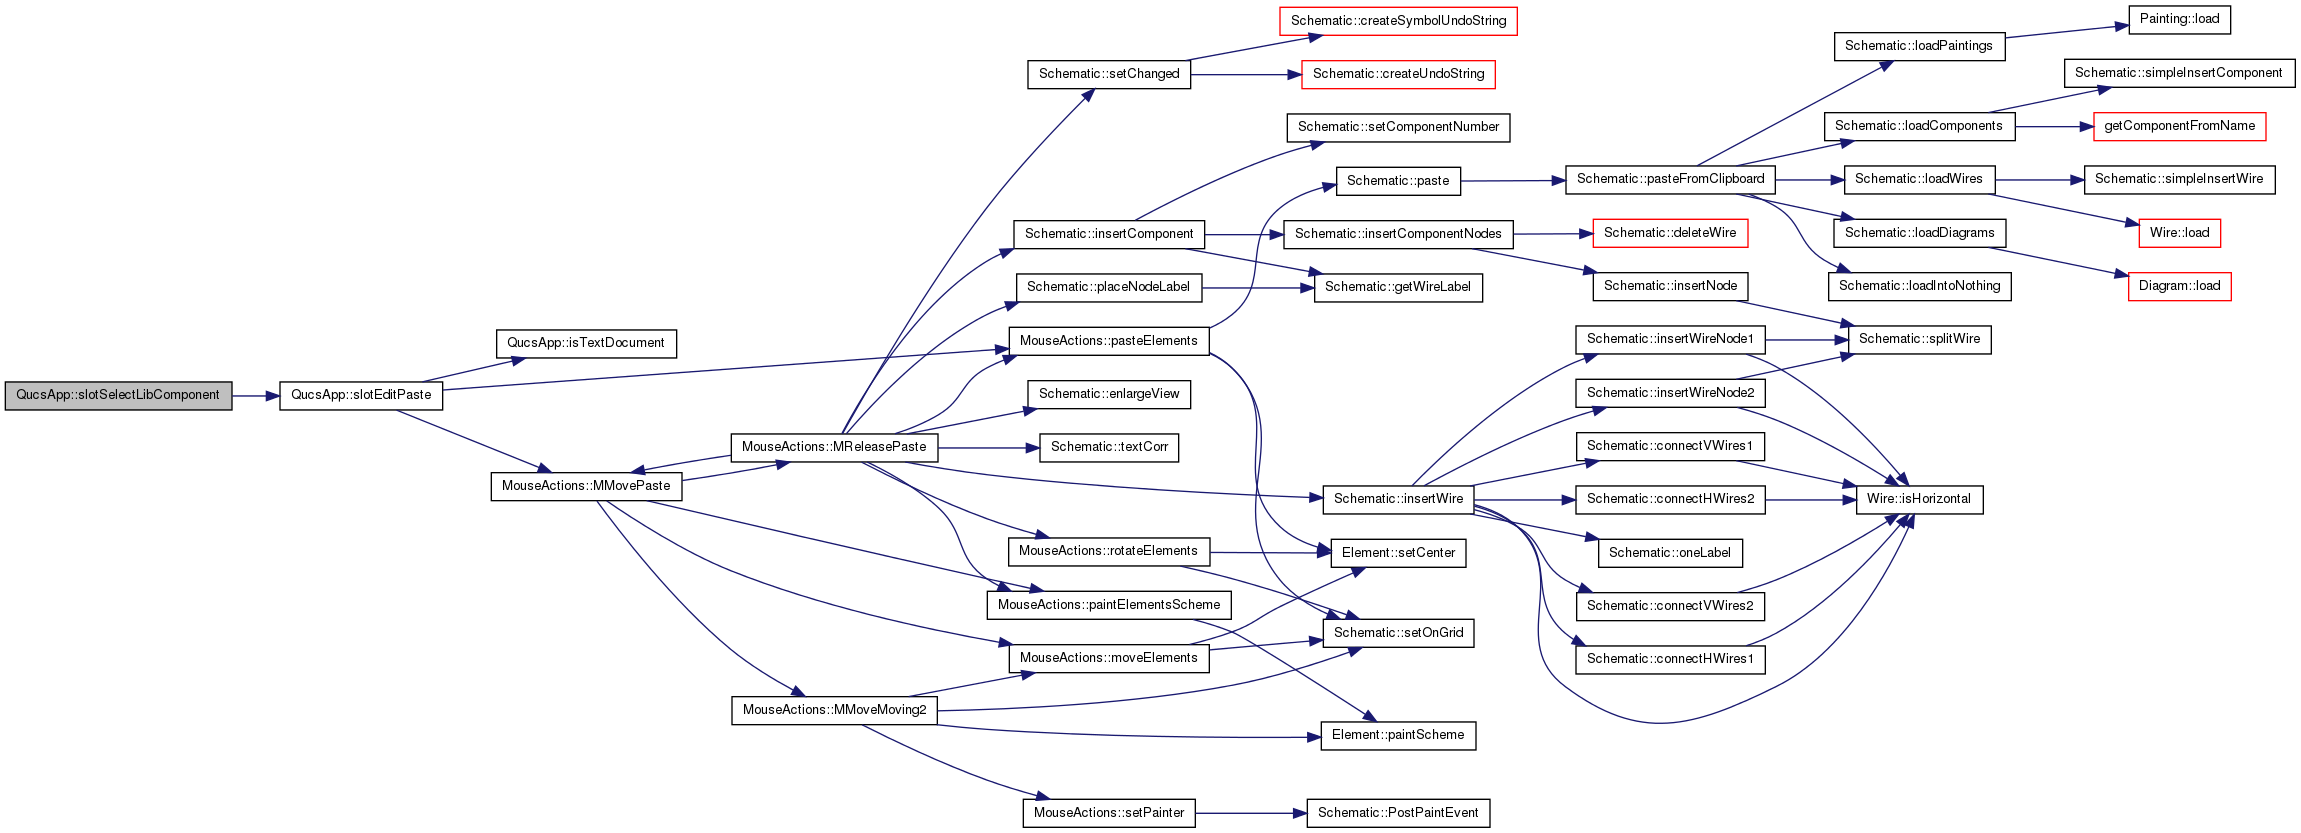 QucsApp::slotSelectLibComponent
QucsApp::slotEditPaste
QucsApp::isTextDocument
MouseActions::MMovePaste
MouseActions::MReleasePaste
MouseActions::MMoveMoving2
Schematic::setChanged
Schematic::insertComponent
Schematic::placeNodeLabel
MouseActions::pasteElements
Schematic::enlargeView
Schematic::textCorr
MouseActions::rotateElements
MouseActions::paintElementsScheme
MouseActions::moveElements
MouseActions::setPainter
Schematic::createSymbolUndoString
Schematic::createUndoString
Schematic::setComponentNumber
Schematic::paste
Schematic::insertComponentNodes
Schematic::getWireLabel
Schematic::insertWire
Element::setCenter
Schematic::setOnGrid
Element::paintScheme
Schematic::PostPaintEvent
Schematic::pasteFromClipboard
Schematic::deleteWire
Schematic::insertNode
Schematic::insertWireNode1
Schematic::insertWireNode2
Schematic::connectVWires1
Schematic::connectHWires2
Schematic::oneLabel
Schematic::connectVWires2
Schematic::connectHWires1
Schematic::loadPaintings
Schematic::loadComponents
Schematic::loadWires
Schematic::loadDiagrams
Schematic::loadIntoNothing
Schematic::splitWire
Wire::isHorizontal
Painting::load
Schematic::simpleInsertComponent
getComponentFromName
Schematic::simpleInsertWire
Wire::load
Diagram::load